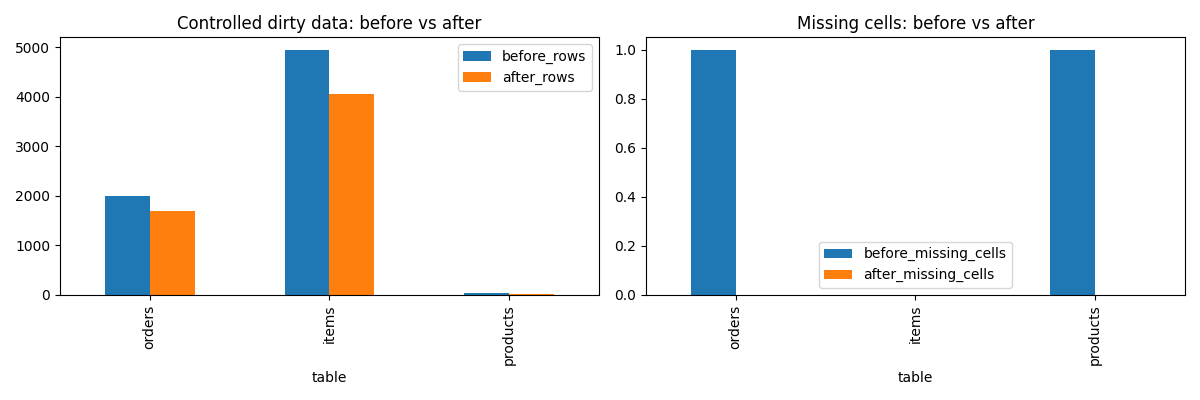 Controlled dirty data: before vs after
5000
4000
3000
2000
1000
0
before_rows
after_rows
orders
items
products
table
Missing cells: before vs after
1.0
0.8
0.6
0.4
0.2
0.0
before_missing_cells
after_missing_cells
orders
items
products
table